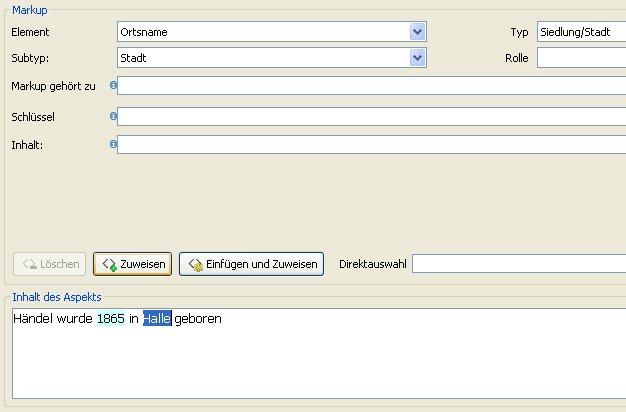 Markup
Element Ortsname Typ Siedlung/Stadt
Subtyp: Stadt Rolle
Markup gehört zu
Schlüssel
Inhalt:
Löschen Zuweisen Einfügen und Zuweisen Direktauswahl
Inhalt des Aspekts
Händel wurde 1865 in Halle geboren